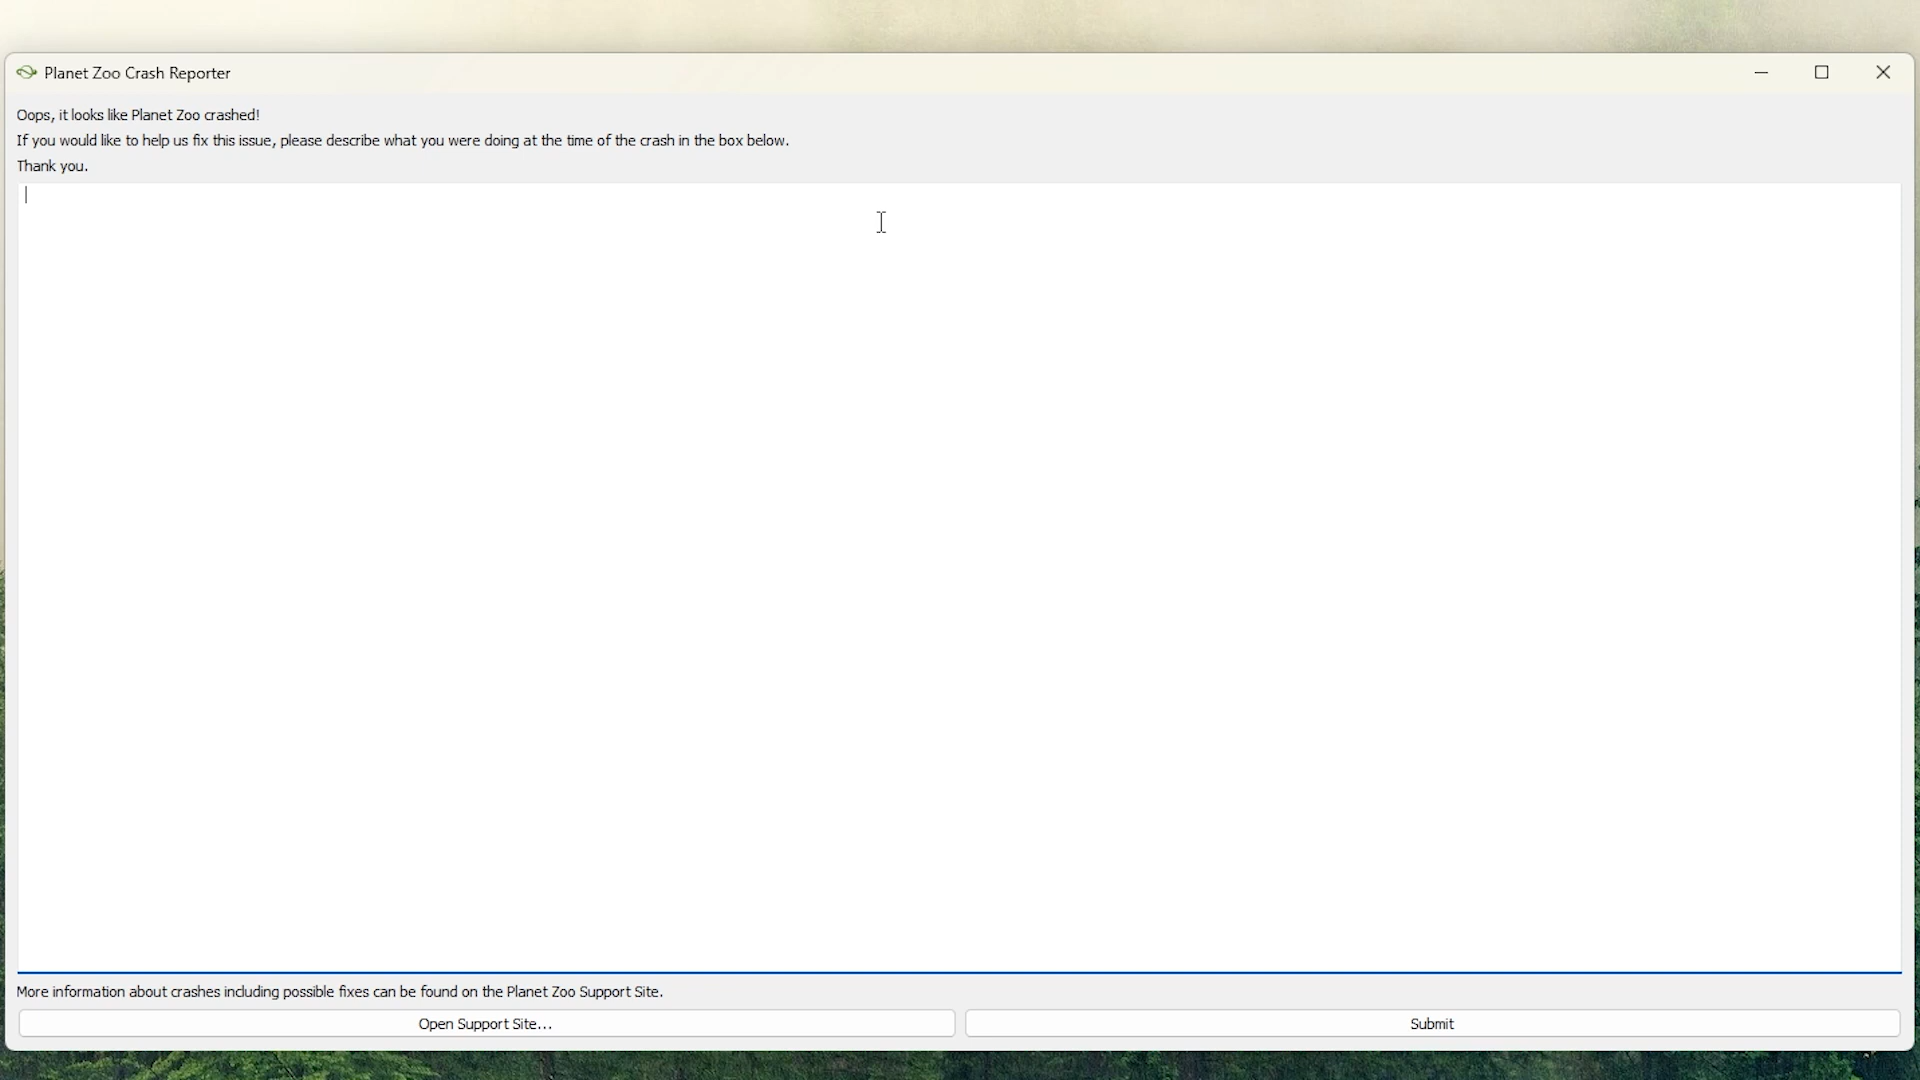 Planet Zoo Crash Reporter
Oops, it looks like Planet Zoo crashed!
If you would like to help us fix this issue, please describe what you were doing at the time of the crash in the box below.
Thank you.
More information about crashes including possible fixes can be found on the Planet Zoo Support Site.
Open Support Site...
Submit